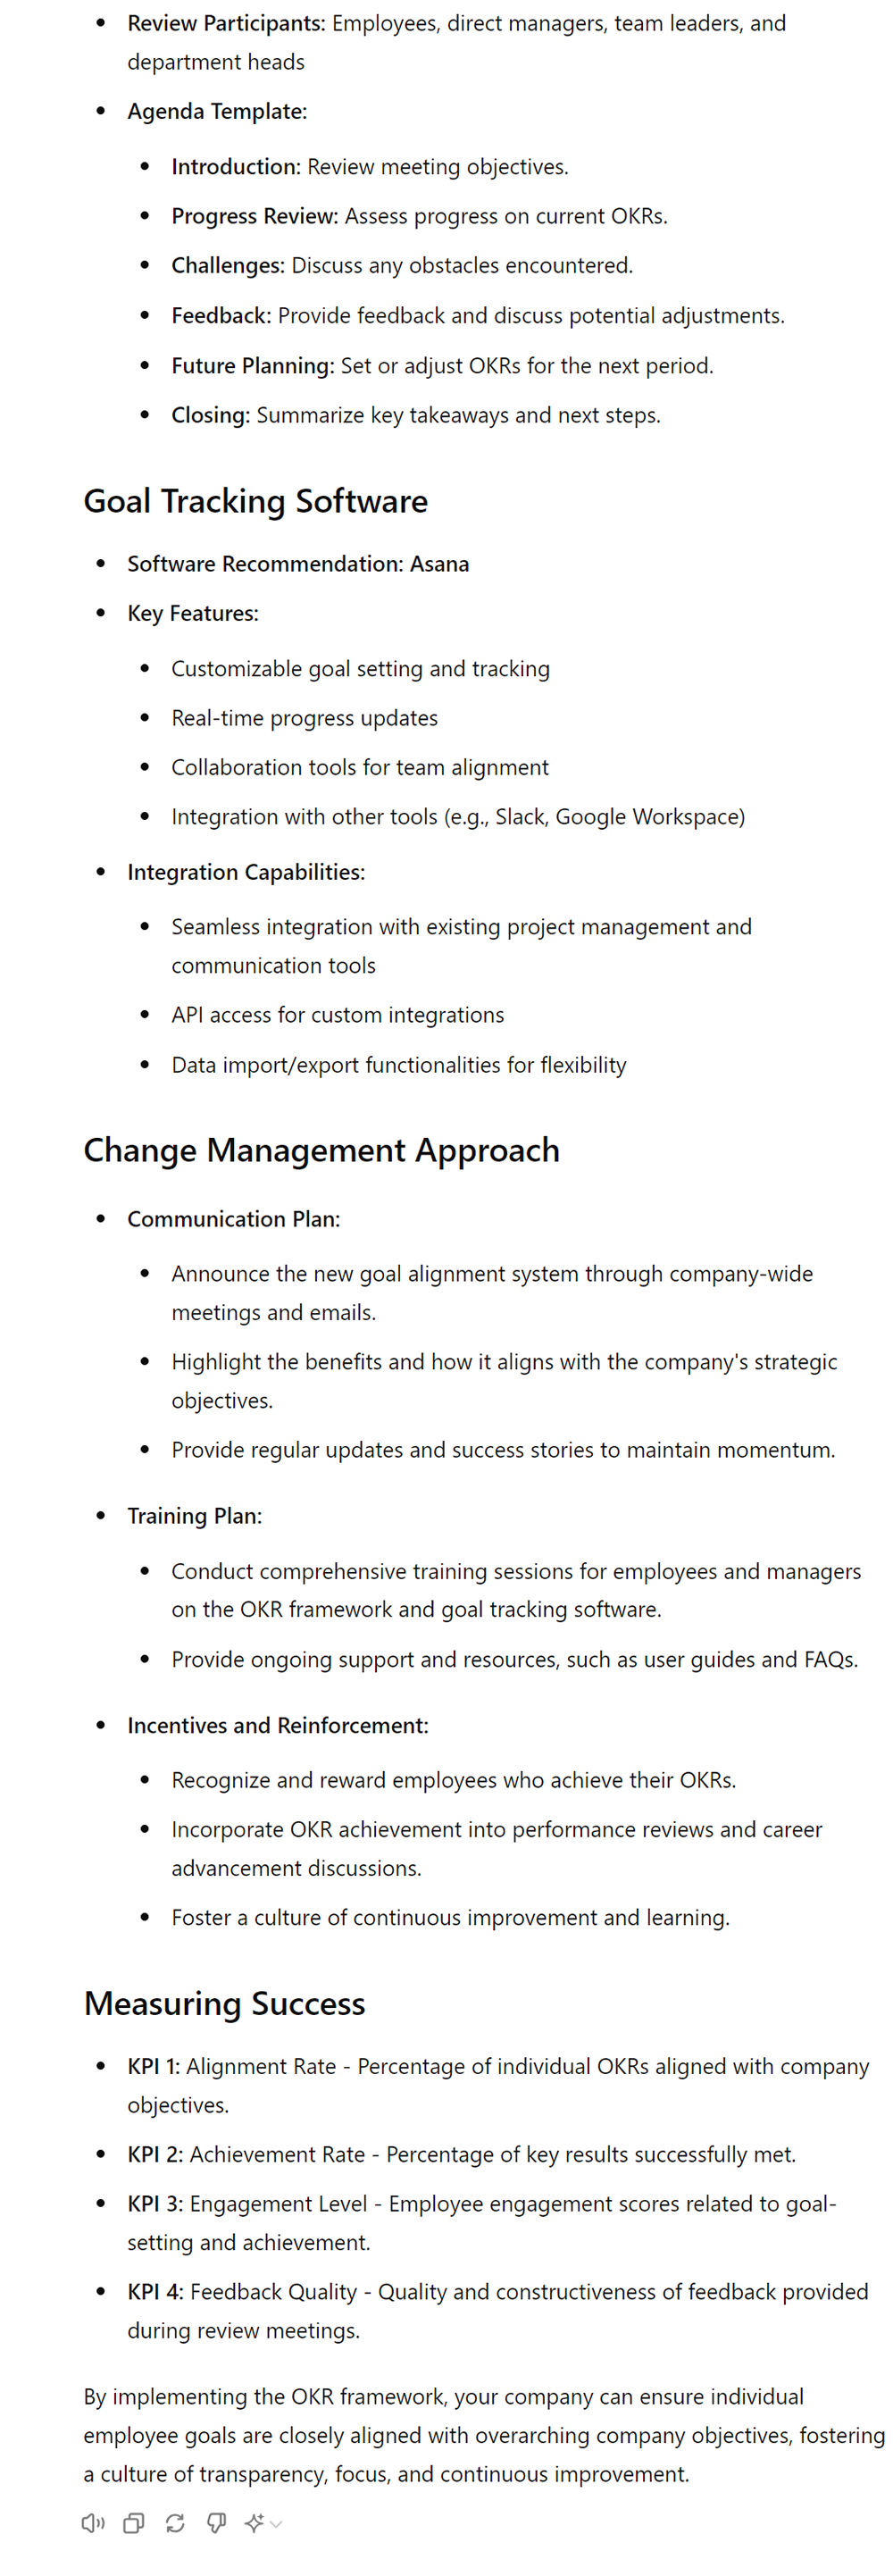 Review Participants: Employees, direct managers, team leaders, and
department heads
Agenda Template:
Introduction: Review meeting objectives.
Progress Review: Assess progress on current OKRs.
Challenges: Discuss any obstacles encountered.
Feedback: Provide feedback and discuss potential adjustments.
Future Planning: Set or adjust OKRs for the next period.
Closing: Summarize key takeaways and next steps.
Goal Tracking Software
Software Recommendation: Asana
Key Features:
Customizable goal setting and tracking
Real-time progress updates
Collaboration tools for team alignment
Integration with other tools (e.g., Slack, Google Workspace)
Integration Capabilities:
Seamless integration with existing project management and
communication tools
API access for custom integrations
Data import/export functionalities for flexibility
Change Management Approach
Communication Plan:
Announce the new goal alignment system through company-wide
meetings and emails.
Highlight the benefits and how it aligns with the company's strategic
objectives.
Provide regular updates and success stories to maintain momentum.
Training Plan:
Conduct comprehensive training sessions for employees and managers
on the OKR framework and goal tracking software.
Provide ongoing support and resources, such as user guides and FAQs.
Incentives and Reinforcement:
Recognize and reward employees who achieve their OKRs.
Incorporate OKR achievement into performance reviews and career
advancement discussions.
Foster a culture of continuous improvement and learning.
Measuring Success
KPI 1: Alignment Rate - Percentage of individual OKRs aligned with company
objectives.
KPI 2: Achievement Rate - Percentage of key results successfully met.
KPI 3: Engagement Level - Employee engagement scores related to goal-
setting and achievement.
KPI 4: Feedback Quality - Quality and constructiveness of feedback provided
during review meetings.
By implementing the OKR framework, your company can ensure individual
employee goals are closely aligned with overarching company objectives, fostering
a culture of transparency, focus, and continuous improvement.